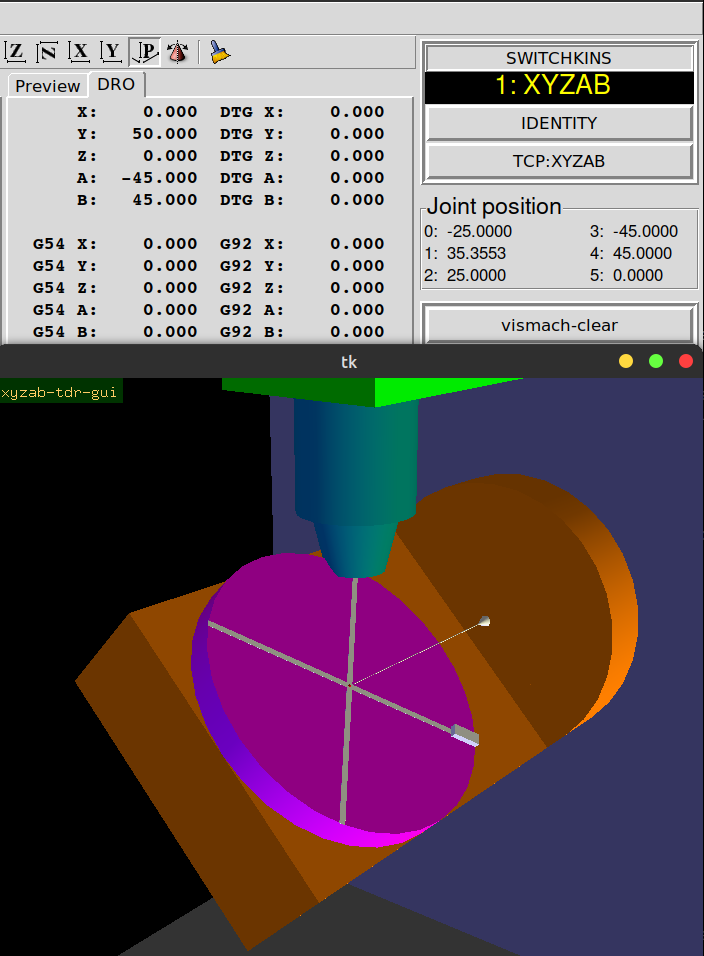 Z N X Y P
Preview DRO
X: 0.000 DTG X: 0.000
Y: 50.000 DTG Y: 0.000
Z: 0.000 DTG Z: 0.000
A: -45.000 DTG A: 0.000
B: 45.000 DTG B: 0.000
G54 X: 0.000 G92 X: 0.000
G54 Y: 0.000 G92 Y: 0.000
G54 Z: 0.000 G92 Z: 0.000
G54 A: 0.000 G92 A: 0.000
G54 B: 0.000 G92 B: 0.000
SWITCHKINS
1: XYZAB
IDENTITY
TCP:XYZAB
Joint position
0: -25.0000 3: -45.0000
1: 35.3553 4: 45.0000
2: 25.0000 5: 0.0000
vismach-clear
tk
xyzab-tdr-gui